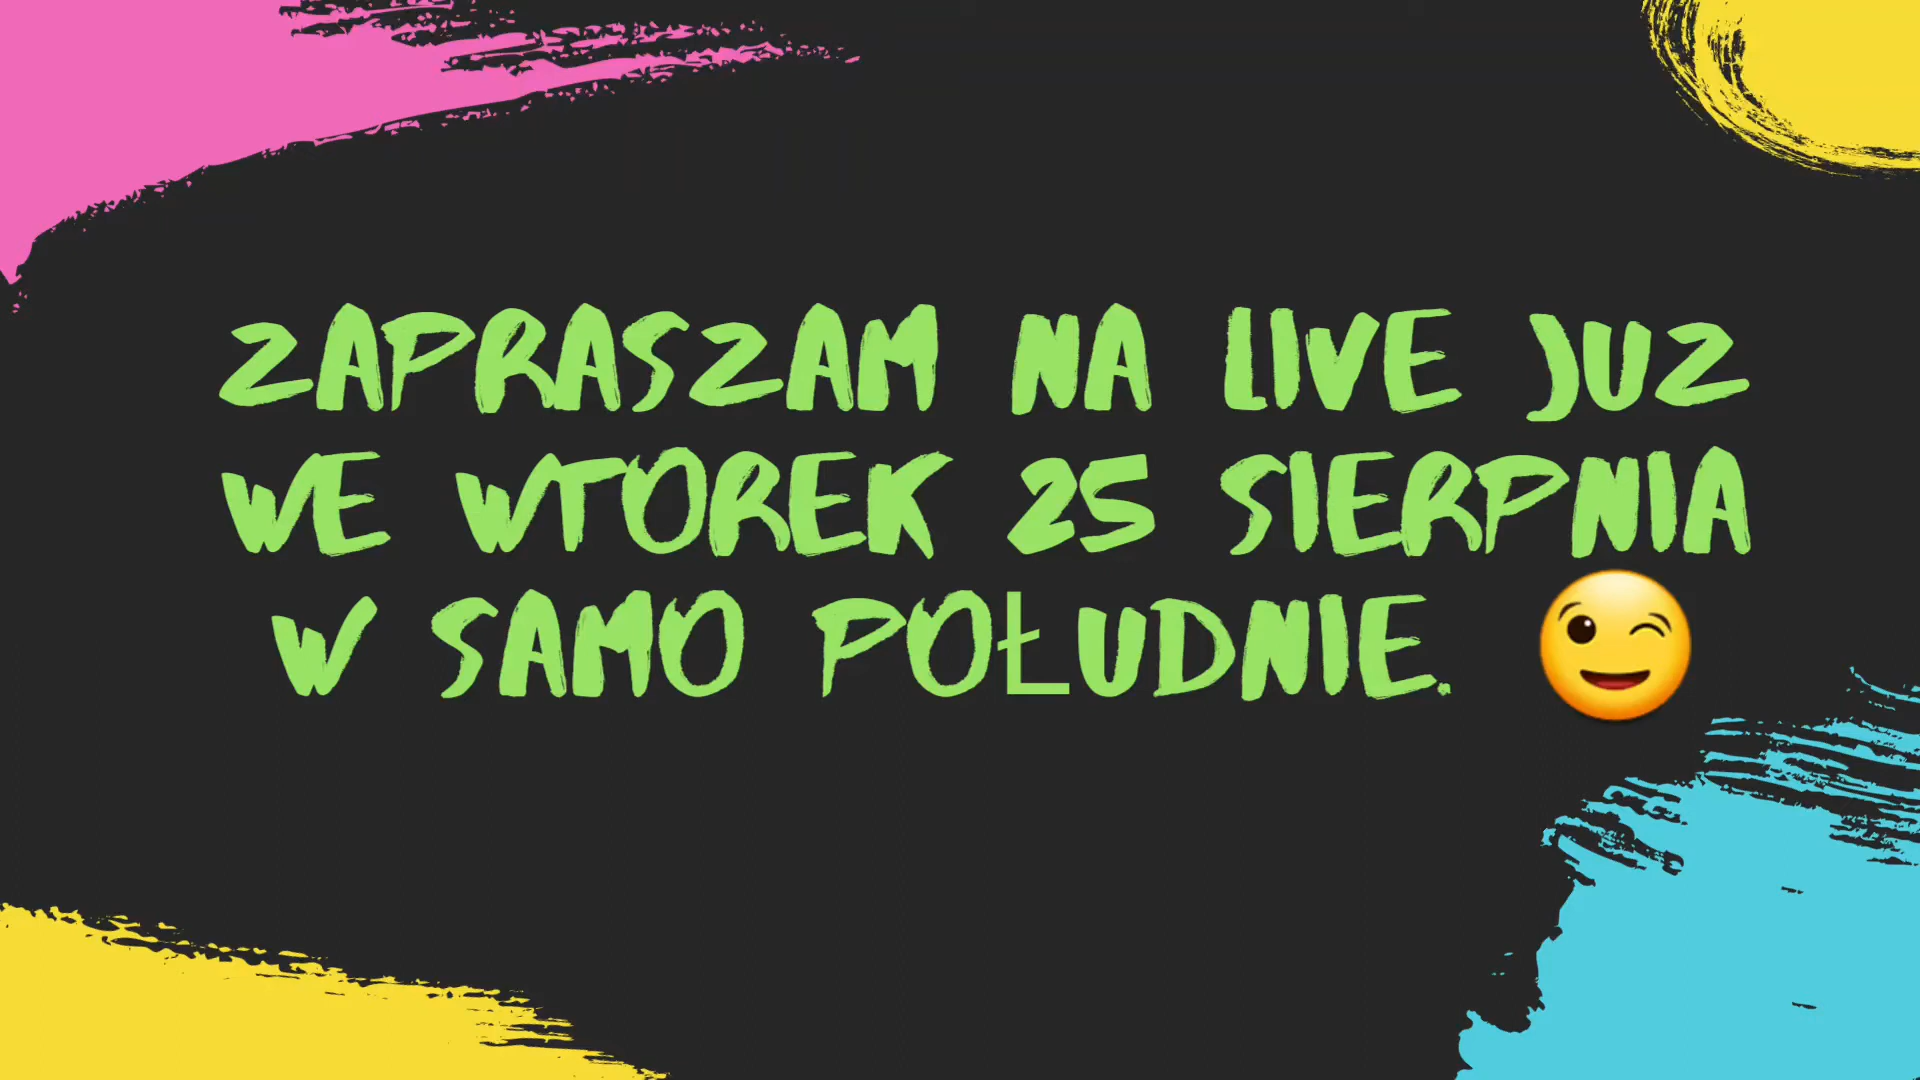 ZAPRASZAM NA LIVE JUZ
WE WTOREK 25 SIERPNIA
W SAMO POŁUDNIE. 😉